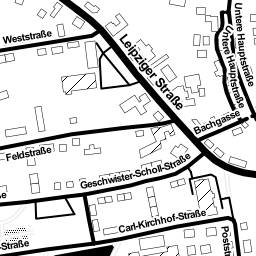 Weststraße
Leipziger Straße
Untere Hauptstraße
Untere Hauptstraße
Bachgasse
Feldstraße
Geschwister-Scholl-Straße
Carl-Kirchhof-Straße
-Straße
Poststr